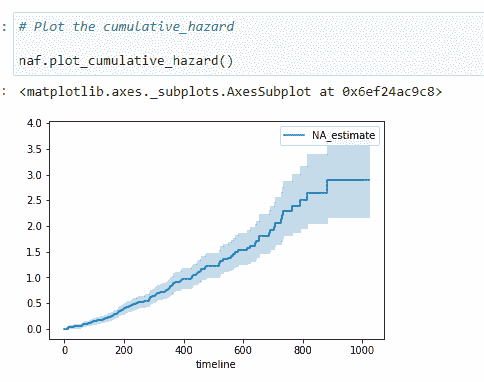 : # Plot the cumulative_hazard
naf.plot_cumulative_hazard()
: <matplotlib.axes._subplots.AxesSubplot at 0x6ef24ac9c8>
NA_estimate
4.0
3.5
3.0
2.5
2.0
1.5
1.0
0.5
0.0
0 200 400 600 800 1000
timeline